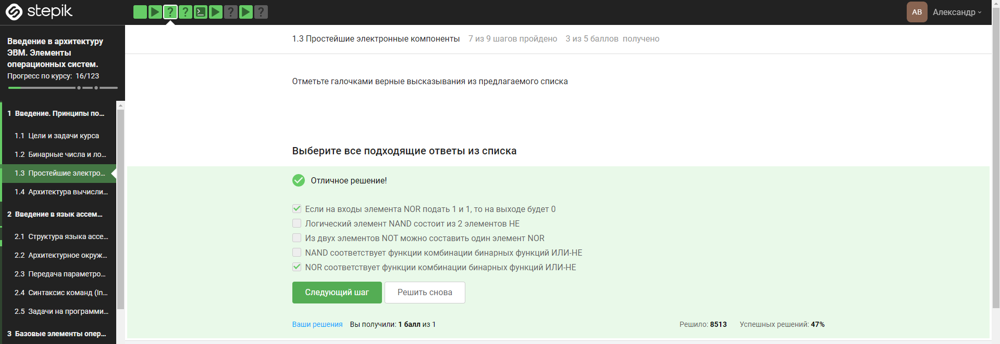 stepik
? ? ? ?
AB Александр
Введение в архитектуру
ЭВМ. Элементы
операционных систем.
Прогресс по курсу: 16/123
1 Введение. Принципы по...
1.1 Цели и задачи курса
1.2 Бинарные числа и ло...
1.3 Простейшие электро...
1.4 Архитектура вычисли...
2 Введение в язык ассем...
2.1 Структура языка ассе...
2.2 Архитектурное окруж...
2.3 Передача параметро...
2.4 Синтаксис команд (In...
2.5 Задачи на программи...
3 Базовые элементы опер...
1.3 Простейшие электронные компоненты 7 из 9 шагов пройдено 3 из 5 баллов получено
Отметьте галочками верные высказывания из предлагаемого списка
Выберите все подходящие ответы из списка
Отличное решение!
Если на входы элемента NOR подать 1 и 1, то на выходе будет 0
Логический элемент NAND состоит из 2 элементов НЕ
Из двух элементов NOT можно составить один элемент NOR
NAND соответствует функции комбинации бинарных функций ИЛИ-НЕ
NOR соответствует функции комбинации бинарных функций ИЛИ-НЕ
Следующий шаг Решить снова
Ваши решения Вы получили: 1 балл из 1 Решило: 8513 Успешных решений: 47%